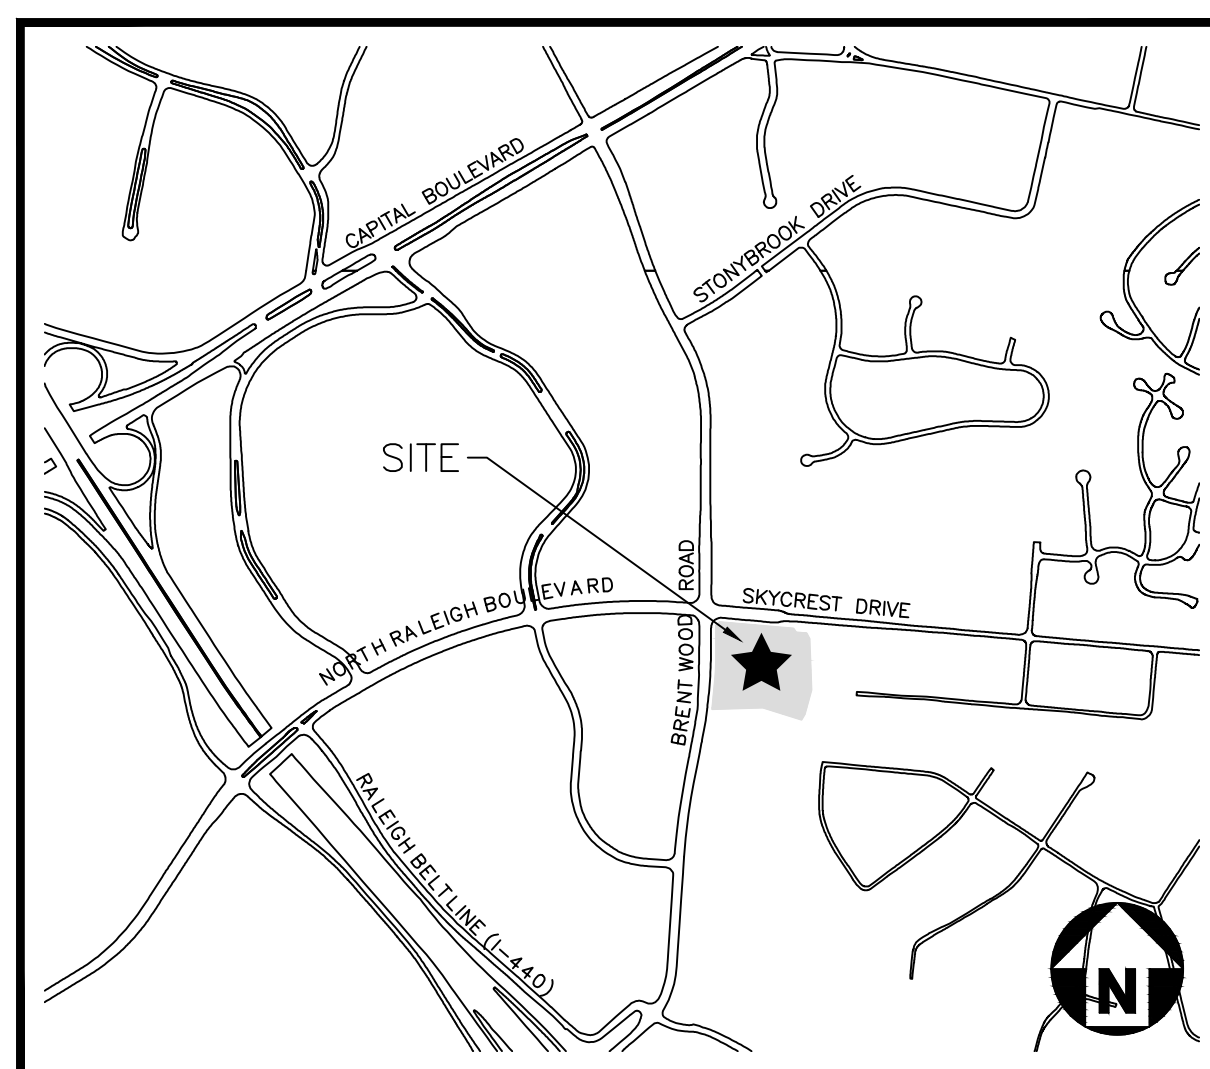 CAPITAL BOULEVARD
STONYBROOK DRIVE
SITE
BRENT WOOD ROAD
SKYCREST DRIVE
NORTH RALEIGH BOULEVARD
RALEIGH BELTLINE (I-440)
N